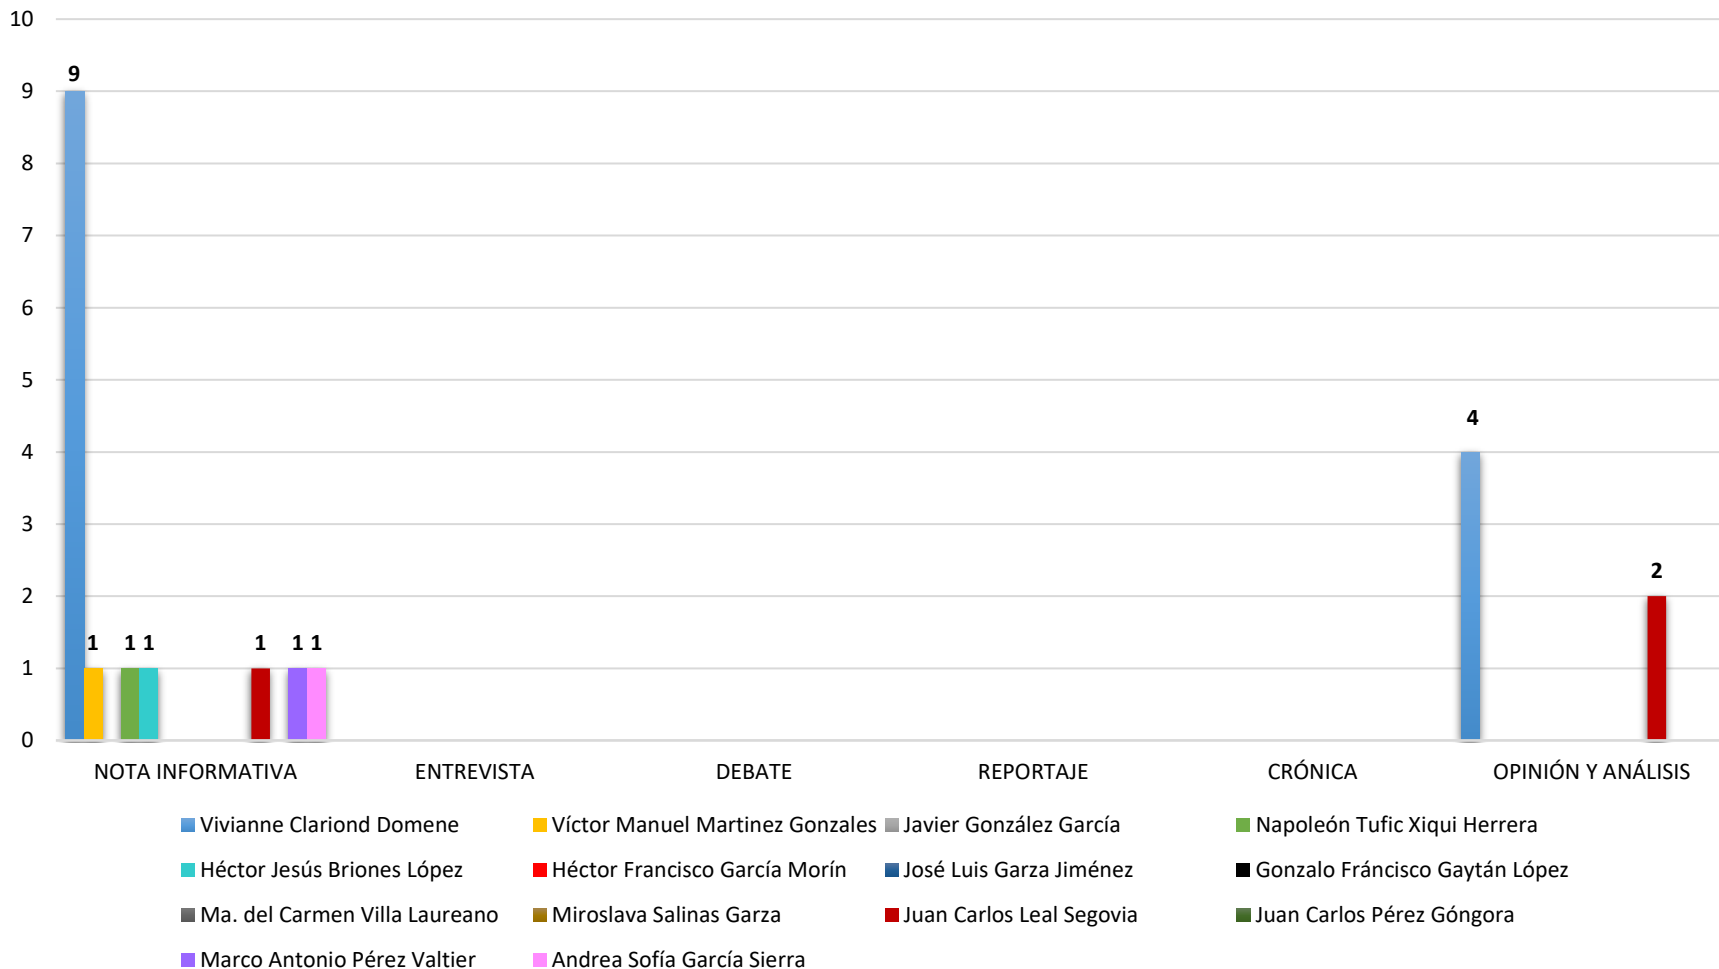 10
9
9
8
7
6
5
4
4
3
2
2
1 1 1 1 1 1
1
0
NOTA INFORMATIVA ENTREVISTA DEBATE REPORTAJE CRÓNICA OPINIÓN Y ANÁLISIS
Vivianne Clariond Domene Víctor Manuel Martinez Gonzales Javier González García Napoleón Tufic Xiqui Herrera
Héctor Jesús Briones López Héctor Francisco García Morín José Luis Garza Jiménez Gonzalo Fráncisco Gaytán López
Ma. del Carmen Villa Laureano Miroslava Salinas Garza Juan Carlos Leal Segovia Juan Carlos Pérez Góngora
Marco Antonio Pérez Valtier Andrea Sofía García Sierra